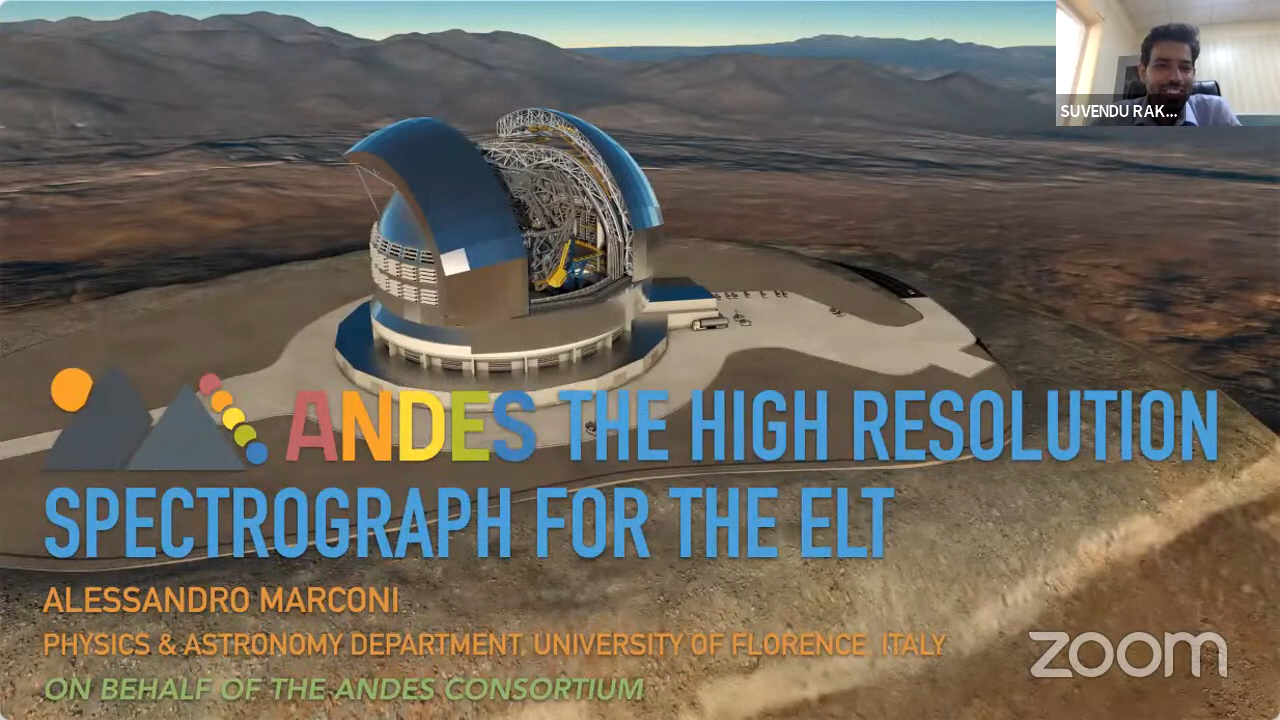 SUVENDU RAK...
ANDES THE HIGH RESOLUTION
SPECTROGRAPH FOR THE ELT
ALESSANDRO MARCONI
PHYSICS & ASTRONOMY DEPARTMENT, UNIVERSITY OF FLORENCE, ITALY
ON BEHALF OF THE ANDES CONSORTIUM
zoom